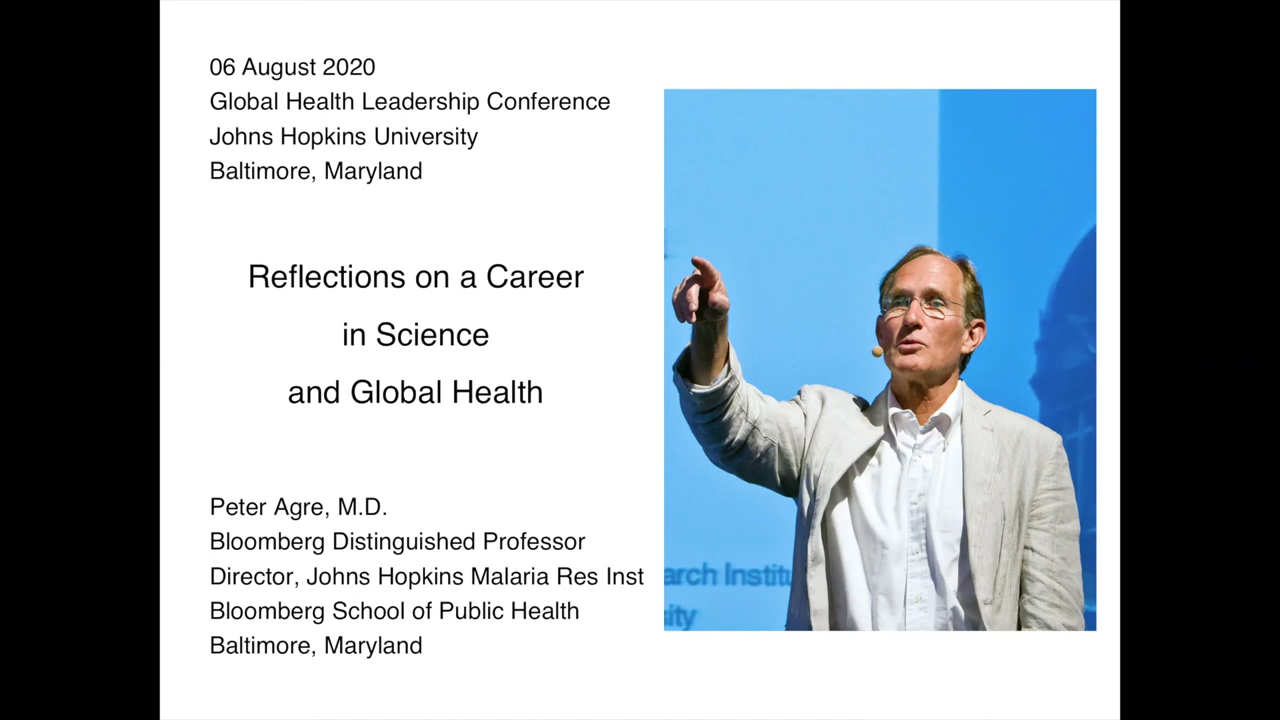 06 August 2020
Global Health Leadership Conference
Johns Hopkins University
Baltimore, Maryland
Reflections on a Career
in Science
and Global Health
Peter Agre, M.D.
Bloomberg Distinguished Professor
Director, Johns Hopkins Malaria Res Inst
Bloomberg School of Public Health
Baltimore, Maryland